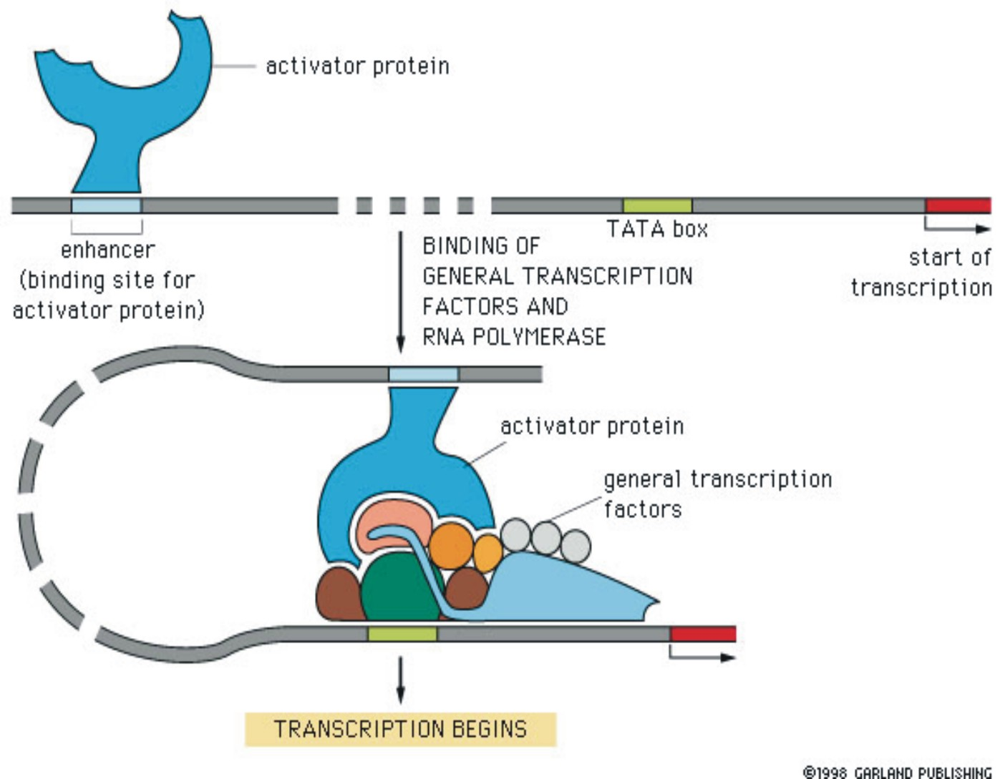 activator protein
TATA box
enhancer
(binding site for
activator protein)
BINDING OF
GENERAL TRANSCRIPTION
FACTORS AND
RNA POLYMERASE
start of
transcription
activator protein
general transcription
factors
TRANSCRIPTION BEGINS
©1998 GARLAND PUBLISHING